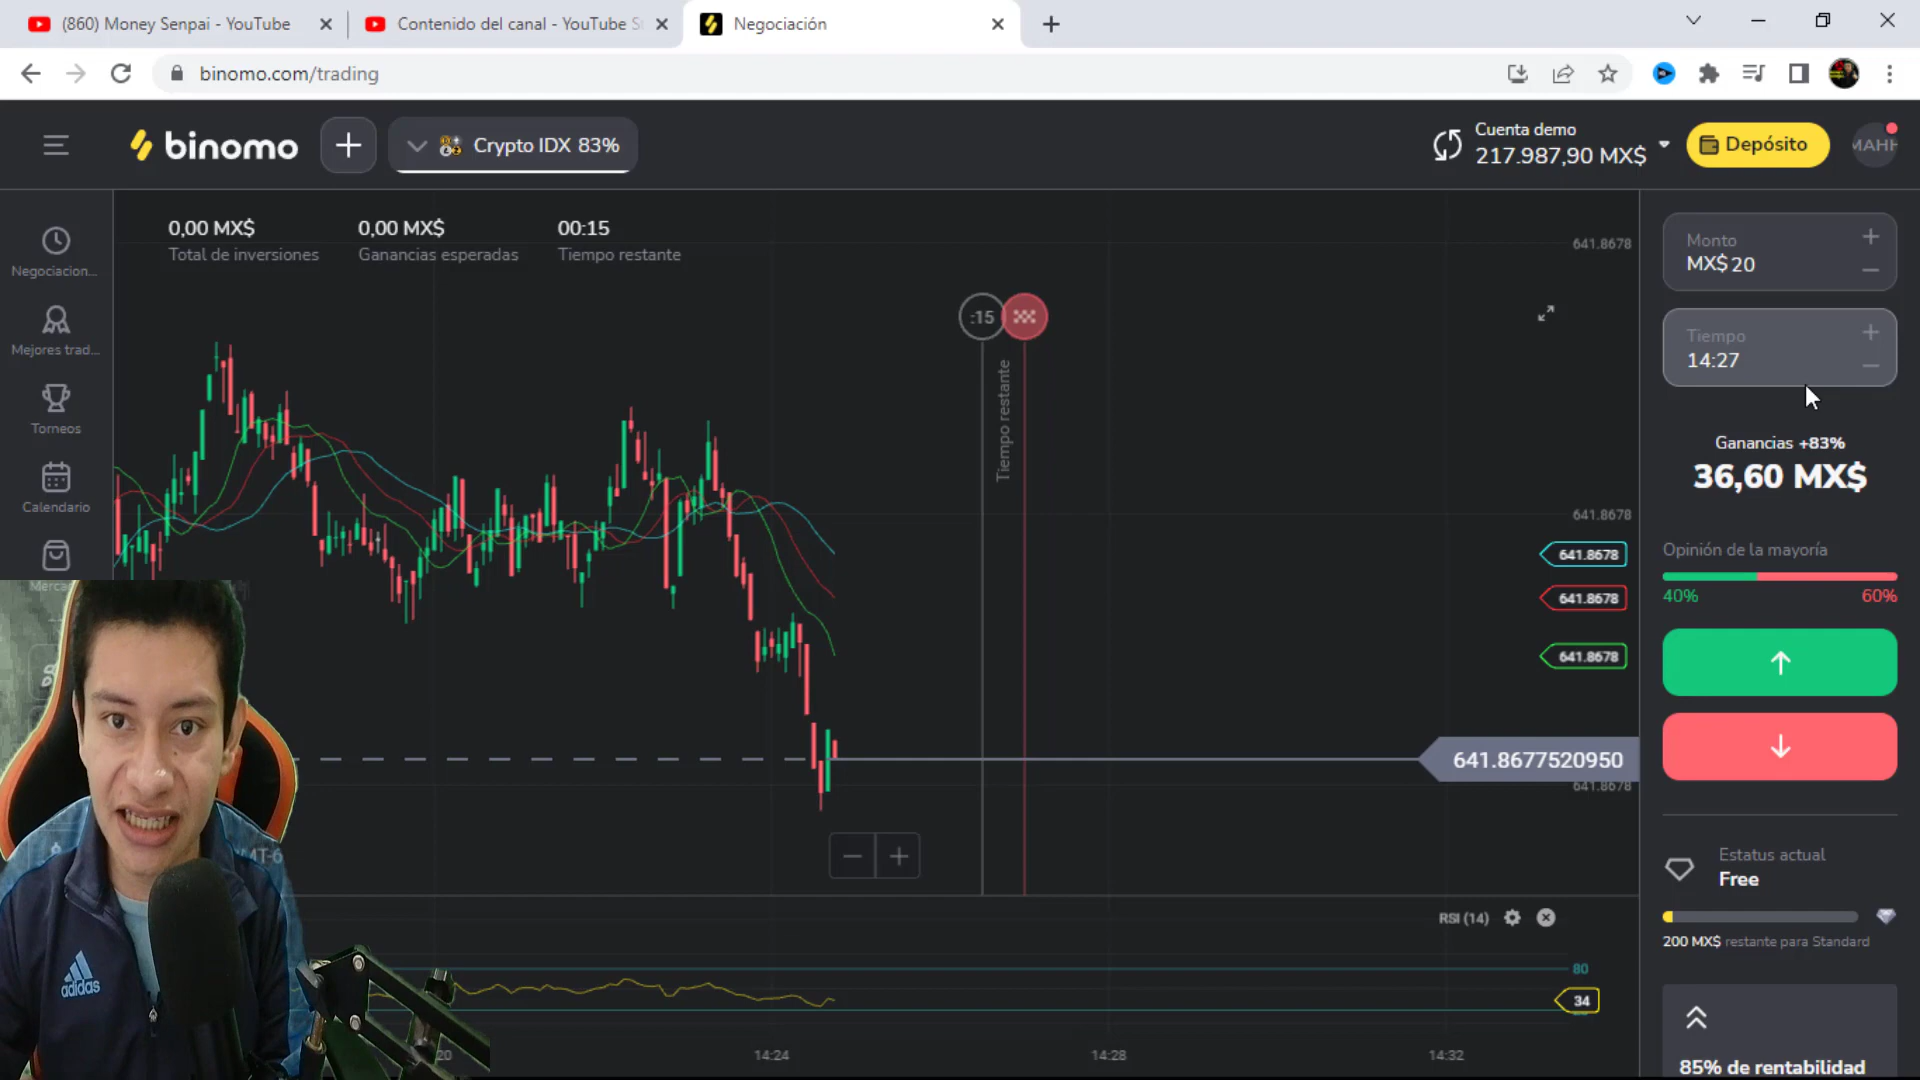 (860) Money Senpai - YouTube
Contenido del canal - YouTube S
Negociación
binomo.com/trading
binomo
Crypto IDX 83%
Cuenta demo
217.987,90 MX$
Depósito
MAHH
0,00 MX$
Total de inversiones
0,00 MX$
Ganancias esperadas
00:15
Tiempo restante
Negociacion...
Mejores trad...
Torneos
Calendario
Merca
:15
Tiempo restante
641.8678
641.8678
641.8678
641.8678
641.8678
641.8677520950
641.8678
Monto
MX$ 20
Tiempo
14:27
Ganancias +83%
36,60 MX$
Opinión de la mayoría
40%
60%
Estatus actual
Free
200 MX$ restante para Standard
85% de rentabilidad
RSI (14)
80
34
20
14:24
14:28
14:32
adidas